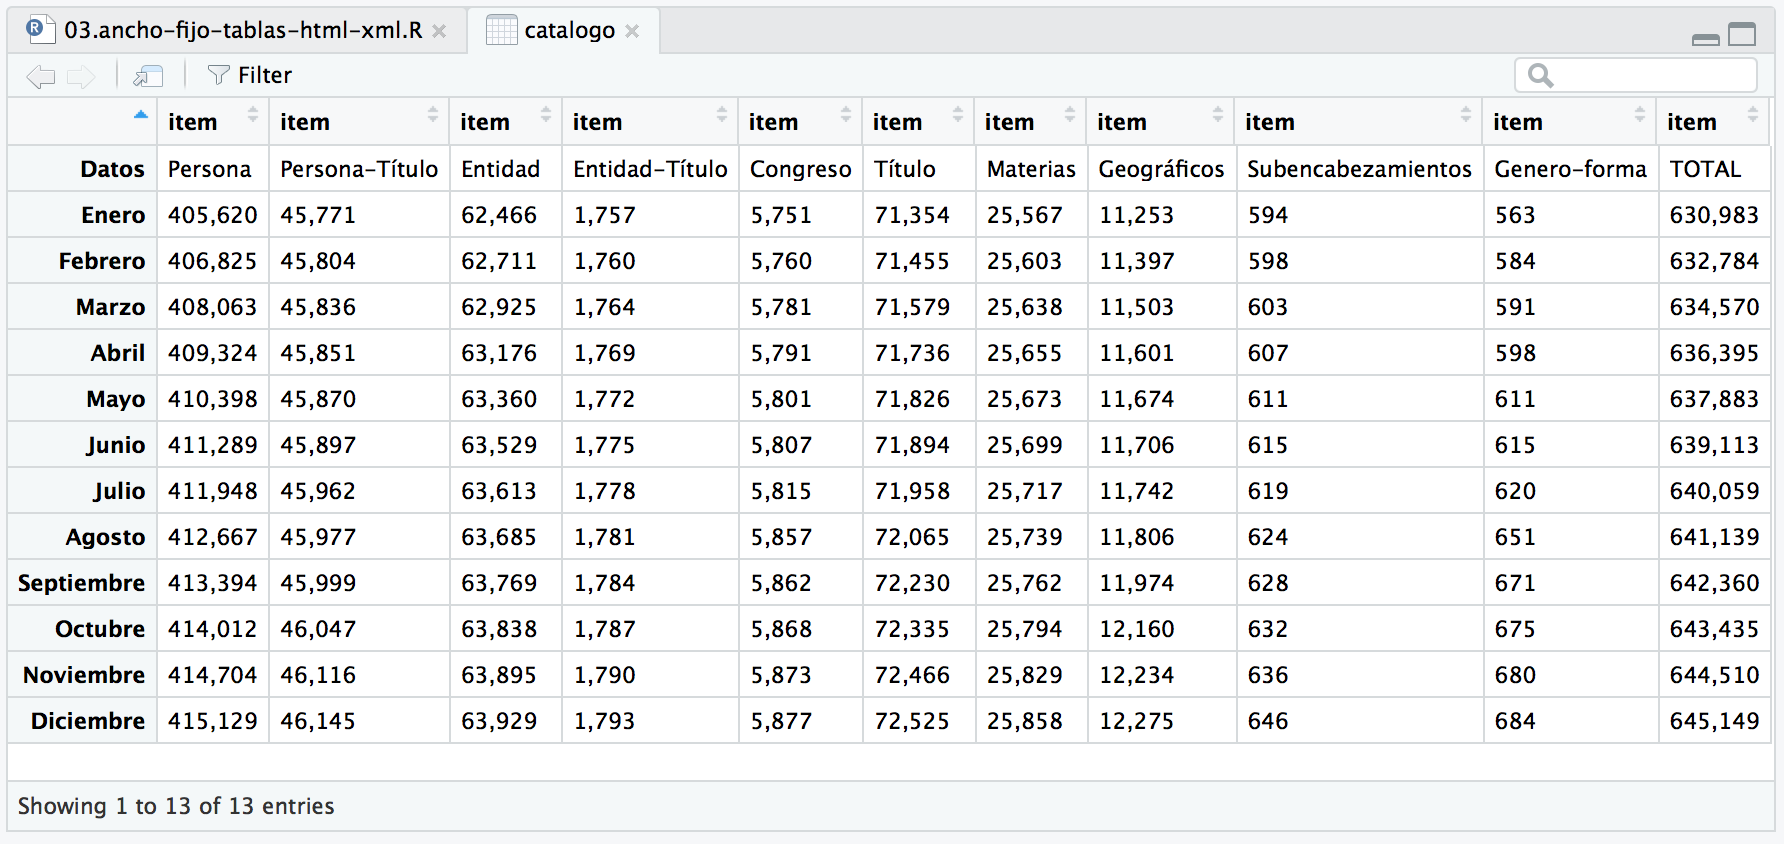 03.ancho-fijo-tablas-html-xml.R catalogo
Filter
item item item item item item item item item item item
Datos Persona Persona-Título Entidad Entidad-Título Congreso Título Materias Geográficos Subencabezamientos Genero-forma TOTAL
Enero 405,620 45,771 62,466 1,757 5,751 71,354 25,567 11,253 594 563 630,983
Febrero 406,825 45,804 62,711 1,760 5,760 71,455 25,603 11,397 598 584 632,784
Marzo 408,063 45,836 62,925 1,764 5,781 71,579 25,638 11,503 603 591 634,570
Abril 409,324 45,851 63,176 1,769 5,791 71,736 25,655 11,601 607 598 636,395
Mayo 410,398 45,870 63,360 1,772 5,801 71,826 25,673 11,674 611 611 637,883
Junio 411,289 45,897 63,529 1,775 5,807 71,894 25,699 11,706 615 615 639,113
Julio 411,948 45,962 63,613 1,778 5,815 71,958 25,717 11,742 619 620 640,059
Agosto 412,667 45,977 63,685 1,781 5,857 72,065 25,739 11,806 624 651 641,139
Septiembre 413,394 45,999 63,769 1,784 5,862 72,230 25,762 11,974 628 671 642,360
Octubre 414,012 46,047 63,838 1,787 5,868 72,335 25,794 12,160 632 675 643,435
Noviembre 414,704 46,116 63,895 1,790 5,873 72,466 25,829 12,234 636 680 644,510
Diciembre 415,129 46,145 63,929 1,793 5,877 72,525 25,858 12,275 646 684 645,149
Showing 1 to 13 of 13 entries